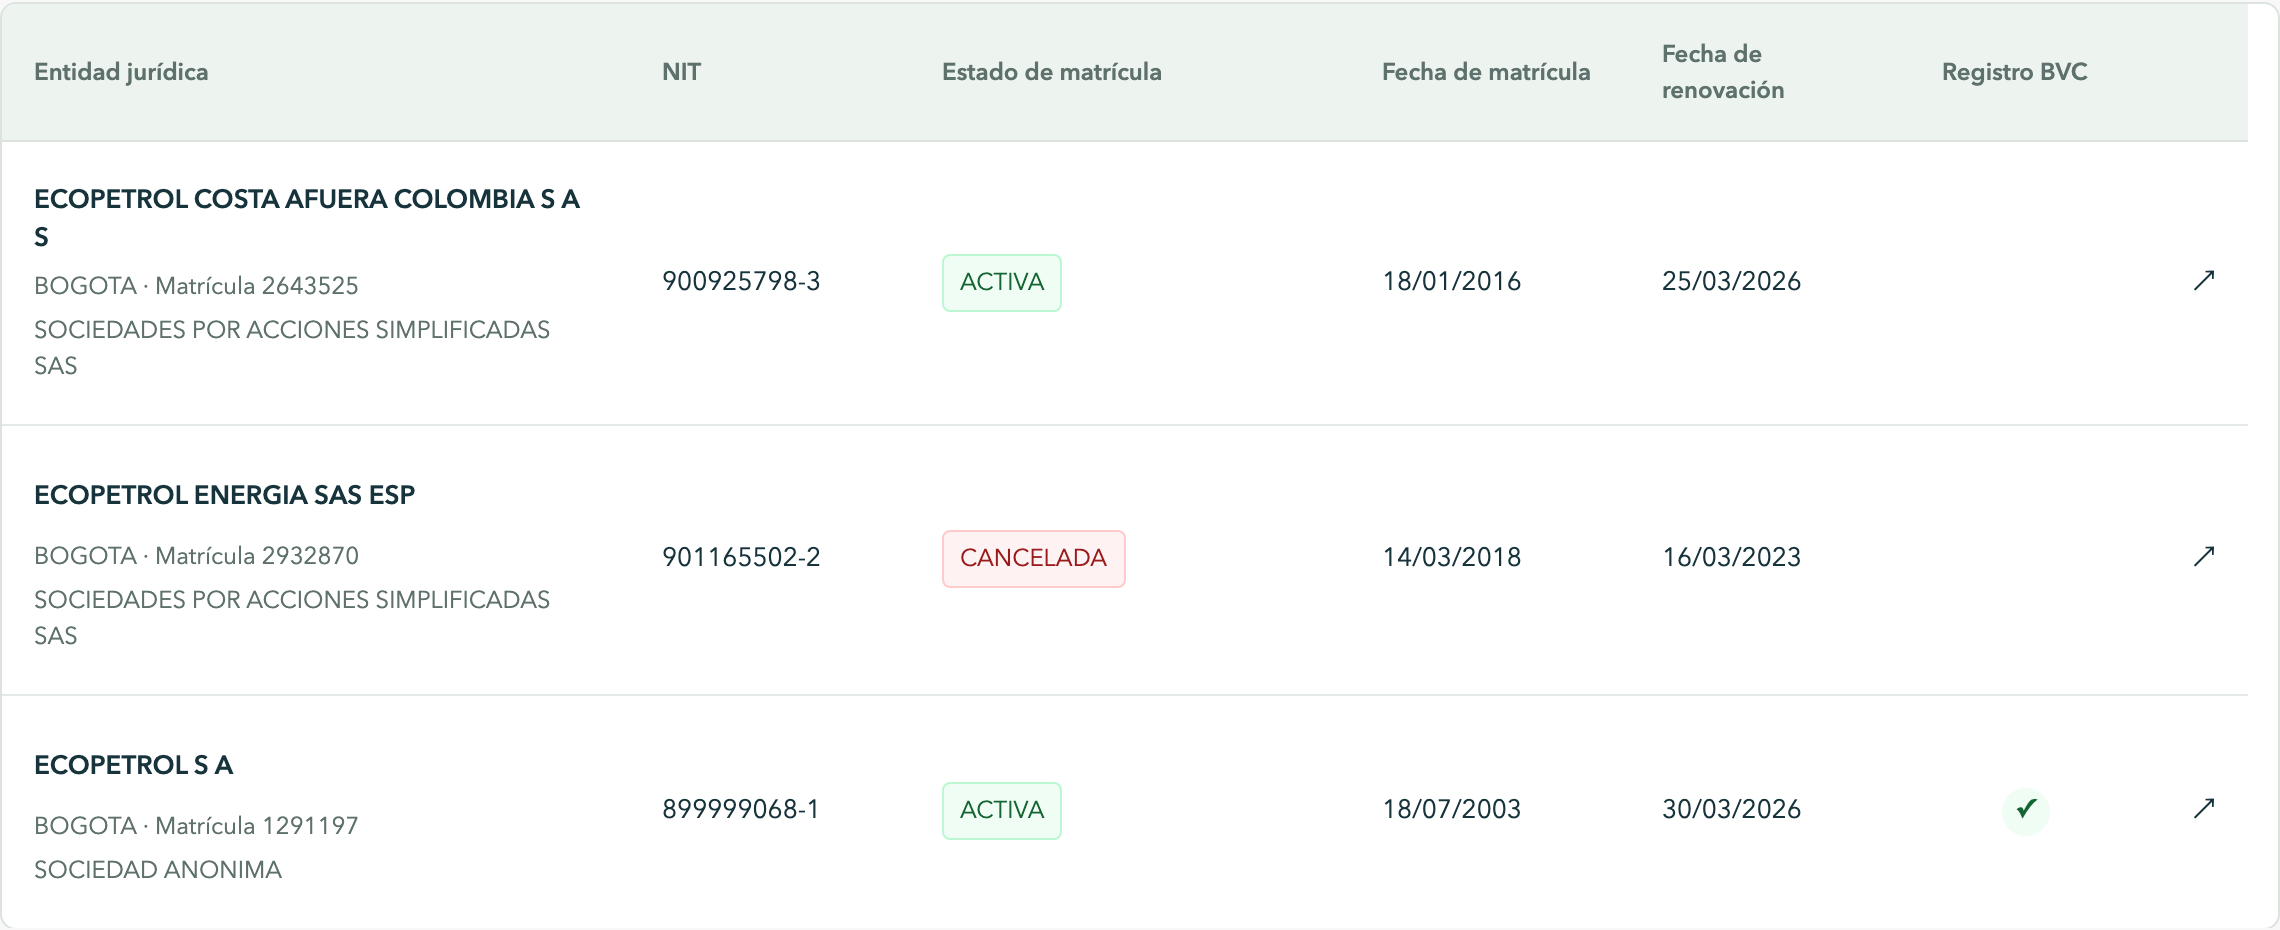 Entidad jurídica NIT Estado de matrícula Fecha de matrícula Fecha de renovación Registro BVC
ECOPETROL COSTA AFUERA COLOMBIA S A
S
BOGOTA · Matrícula 2643525
SOCIEDADES POR ACCIONES SIMPLIFICADAS
SAS
900925798-3 ACTIVA 18/01/2016 25/03/2026
ECOPETROL ENERGIA SAS ESP
BOGOTA · Matrícula 2932870
SOCIEDADES POR ACCIONES SIMPLIFICADAS
SAS
901165502-2 CANCELADA 14/03/2018 16/03/2023
ECOPETROL S A
BOGOTA · Matrícula 1291197
SOCIEDAD ANONIMA
899999068-1 ACTIVA 18/07/2003 30/03/2026 ✓